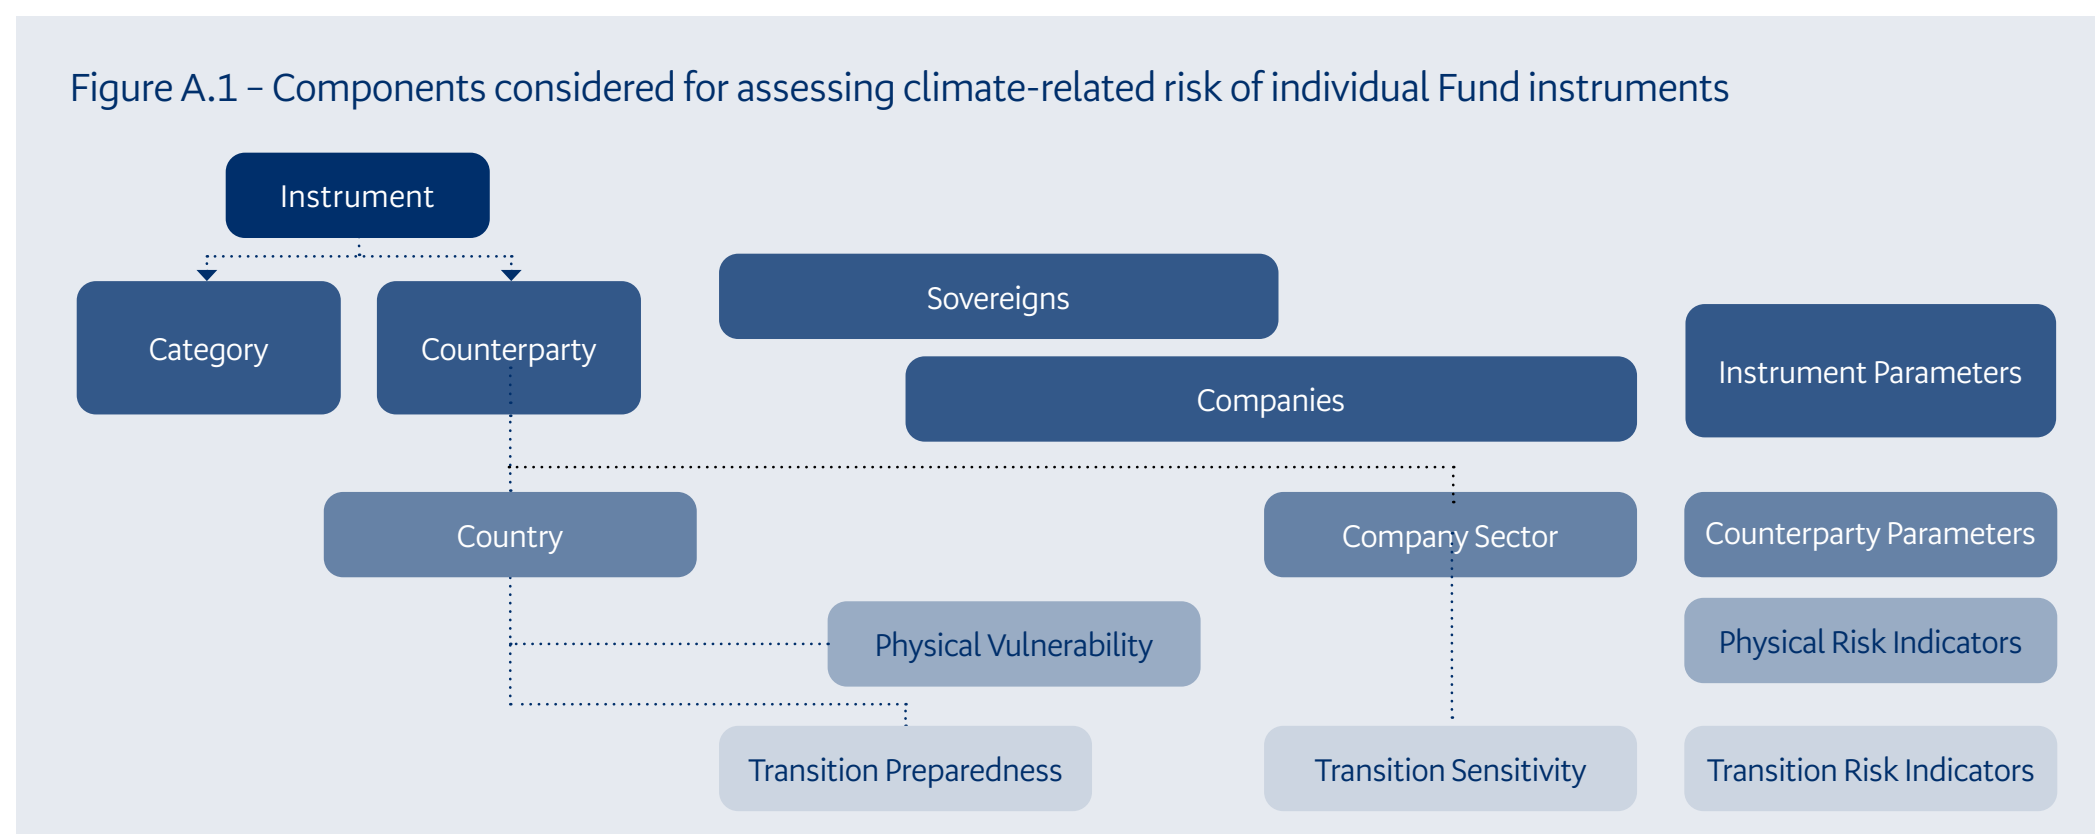 Figure A.1 – Components considered for assessing climate-related risk of individual Fund instruments
Instrument
Category
Counterparty
Sovereigns
Companies
Instrument Parameters
Country
Company Sector
Counterparty Parameters
Physical Vulnerability
Physical Risk Indicators
Transition Preparedness
Transition Sensitivity
Transition Risk Indicators